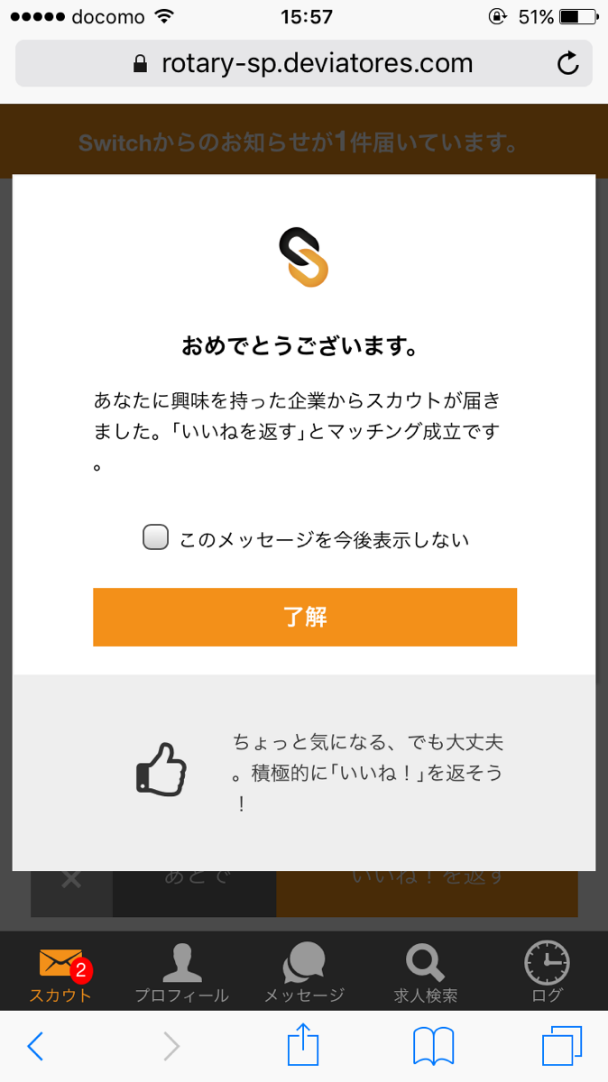 docomo 15:57 51%
rotary-sp.deviatores.com
Switchからのお知らせが1件届いています。
おめでとうございます。
あなたに興味を持った企業からスカウトが届き
ました。「いいねを返す」とマッチング成立です
。
このメッセージを今後表示しない
了解
ちょっと気になる、でも大丈夫
。積極的に「いいね！」を返そう
！
あとで いいね！を返す
2
スカウト プロフィール メッセージ 求人検索 ログ